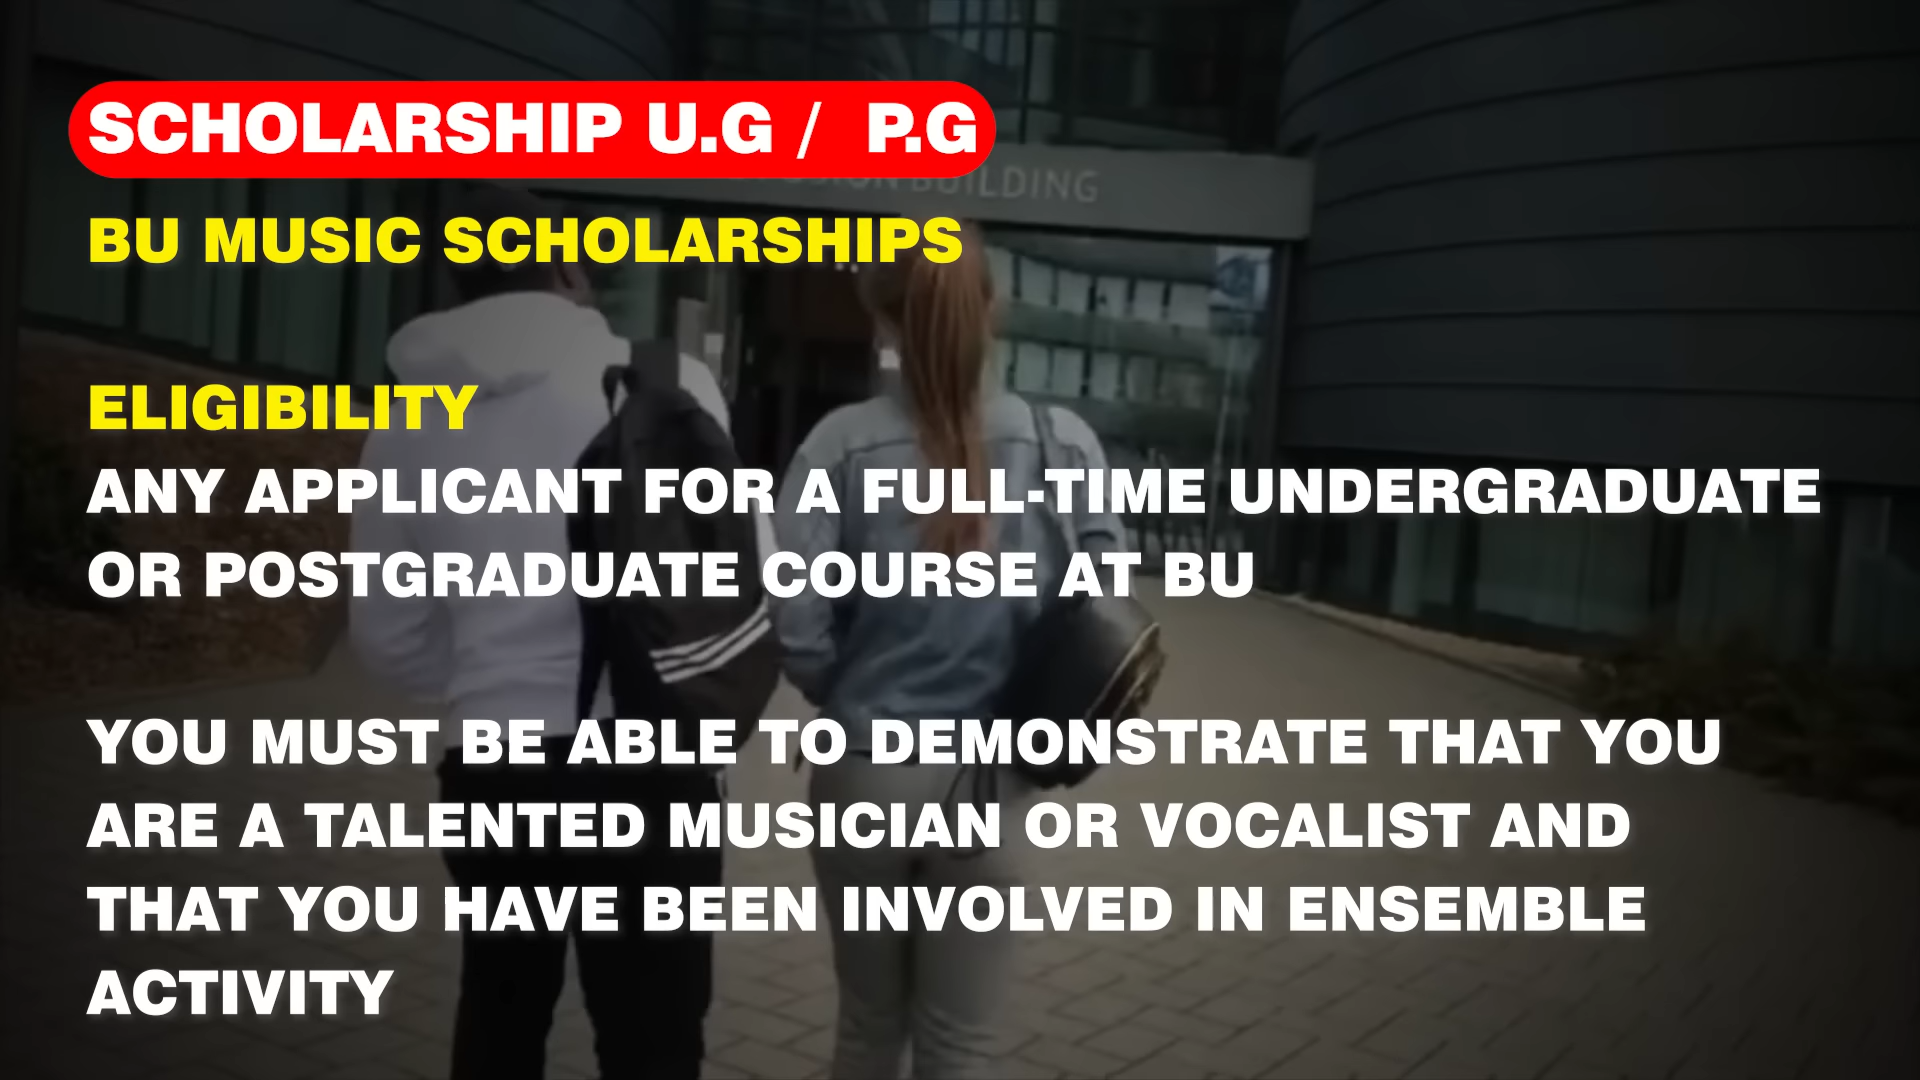 SCHOLARSHIP U.G / P.G
BUILDING
BU MUSIC SCHOLARSHIPS
ELIGIBILITY
ANY APPLICANT FOR A FULL-TIME UNDERGRADUATE
OR POSTGRADUATE COURSE AT BU
YOU MUST BE ABLE TO DEMONSTRATE THAT YOU
ARE A TALENTED MUSICIAN OR VOCALIST AND
THAT YOU HAVE BEEN INVOLVED IN ENSEMBLE
ACTIVITY